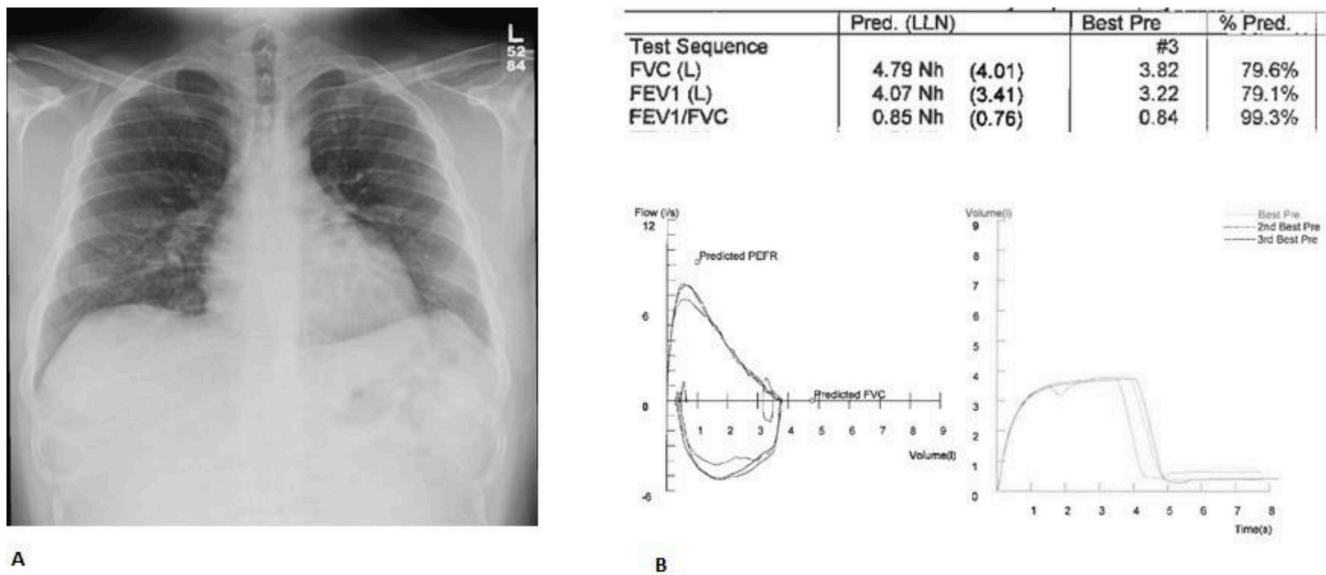 L
52
84
A
Pred. (LLN) Best Pre % Pred.
Test Sequence #3
FVC (L) 4.79 Nh (4.01) 3.82 79.6%
FEV1 (L) 4.07 Nh (3.41) 3.22 79.1%
FEV1/FVC 0.85 Nh (0.76) 0.84 99.3%
Flow (l/s)
12
6
0
-6
Predicted PEFR
Predicted FVC
1 2 3 4 5 6 7 8 9
Volume(l)
Volume(l)
9
8
7
6
5
4
3
2
1
0
Best Pre
2nd Best Pre
3rd Best Pre
1 2 3 4 5 6 7 8
Time(s)
B